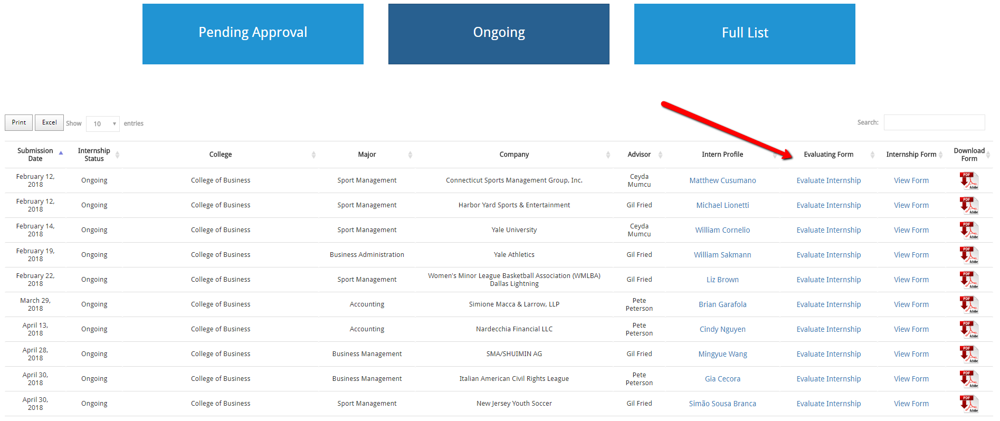 Pending Approval
Ongoing
Full List
Print Excel Show 10 entries
Search:
Submission Date Internship Status College Major Company Advisor Intern Profile Evaluating Form Internship Form Download Form
February 12, 2018 Ongoing College of Business Sport Management Connecticut Sports Management Group, Inc. Ceyda Mumcu Matthew Cusumano Evaluate Internship View Form PDF Adobe
February 12, 2018 Ongoing College of Business Sport Management Harbor Yard Sports & Entertainment Gil Fried Michael Lionetti Evaluate Internship View Form PDF Adobe
February 14, 2018 Ongoing College of Business Sport Management Yale University Ceyda Mumcu William Cornelio Evaluate Internship View Form PDF Adobe
February 19, 2018 Ongoing College of Business Business Administration Yale Athletics Gil Fried William Sakmann Evaluate Internship View Form PDF Adobe
February 22, 2018 Ongoing College of Business Sport Management Women's Minor League Basketball Association (WMLBA) Dallas Lightning Gil Fried Liz Brown Evaluate Internship View Form PDF Adobe
March 29, 2018 Ongoing College of Business Accounting Simione Macca & Larrow, LLP Pete Peterson Brian Garafola Evaluate Internship View Form PDF Adobe
April 13, 2018 Ongoing College of Business Accounting Nardecchia Financial LLC Pete Peterson Cindy Nguyen Evaluate Internship View Form PDF Adobe
April 28, 2018 Ongoing College of Business Business Management SMA/SHUIMIN AG Gil Fried Mingyue Wang Evaluate Internship View Form PDF Adobe
April 30, 2018 Ongoing College of Business Business Management Italian American Civil Rights League Pete Peterson Gia Cecora Evaluate Internship View Form PDF Adobe
April 30, 2018 Ongoing College of Business Sport Management New Jersey Youth Soccer Gil Fried Simão Sousa Branca Evaluate Internship View Form PDF Adobe